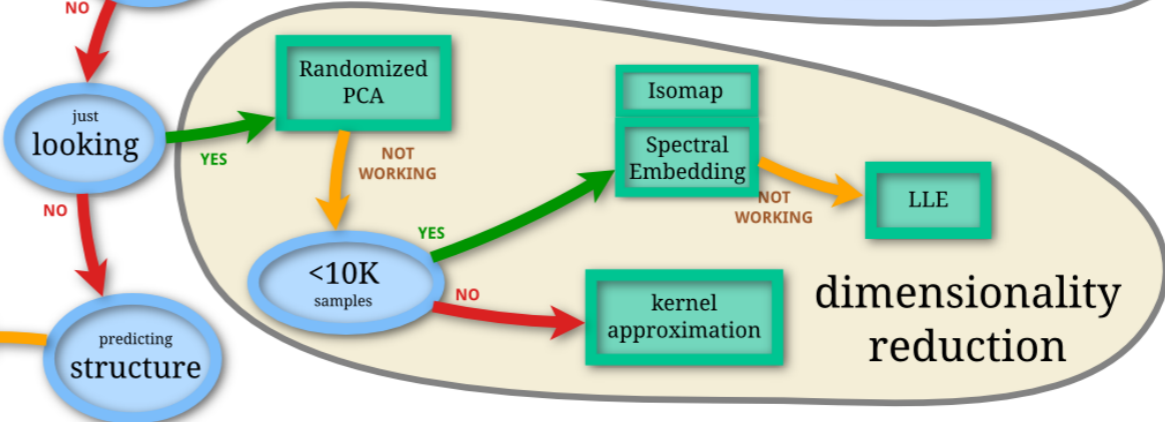 NO
just
looking
YES
NO
predicting
structure
Randomized
PCA
NOT
WORKING
<10K
samples
YES
NO
Isomap
Spectral
Embedding
NOT
WORKING
LLE
kernel
approximation
dimensionality
reduction